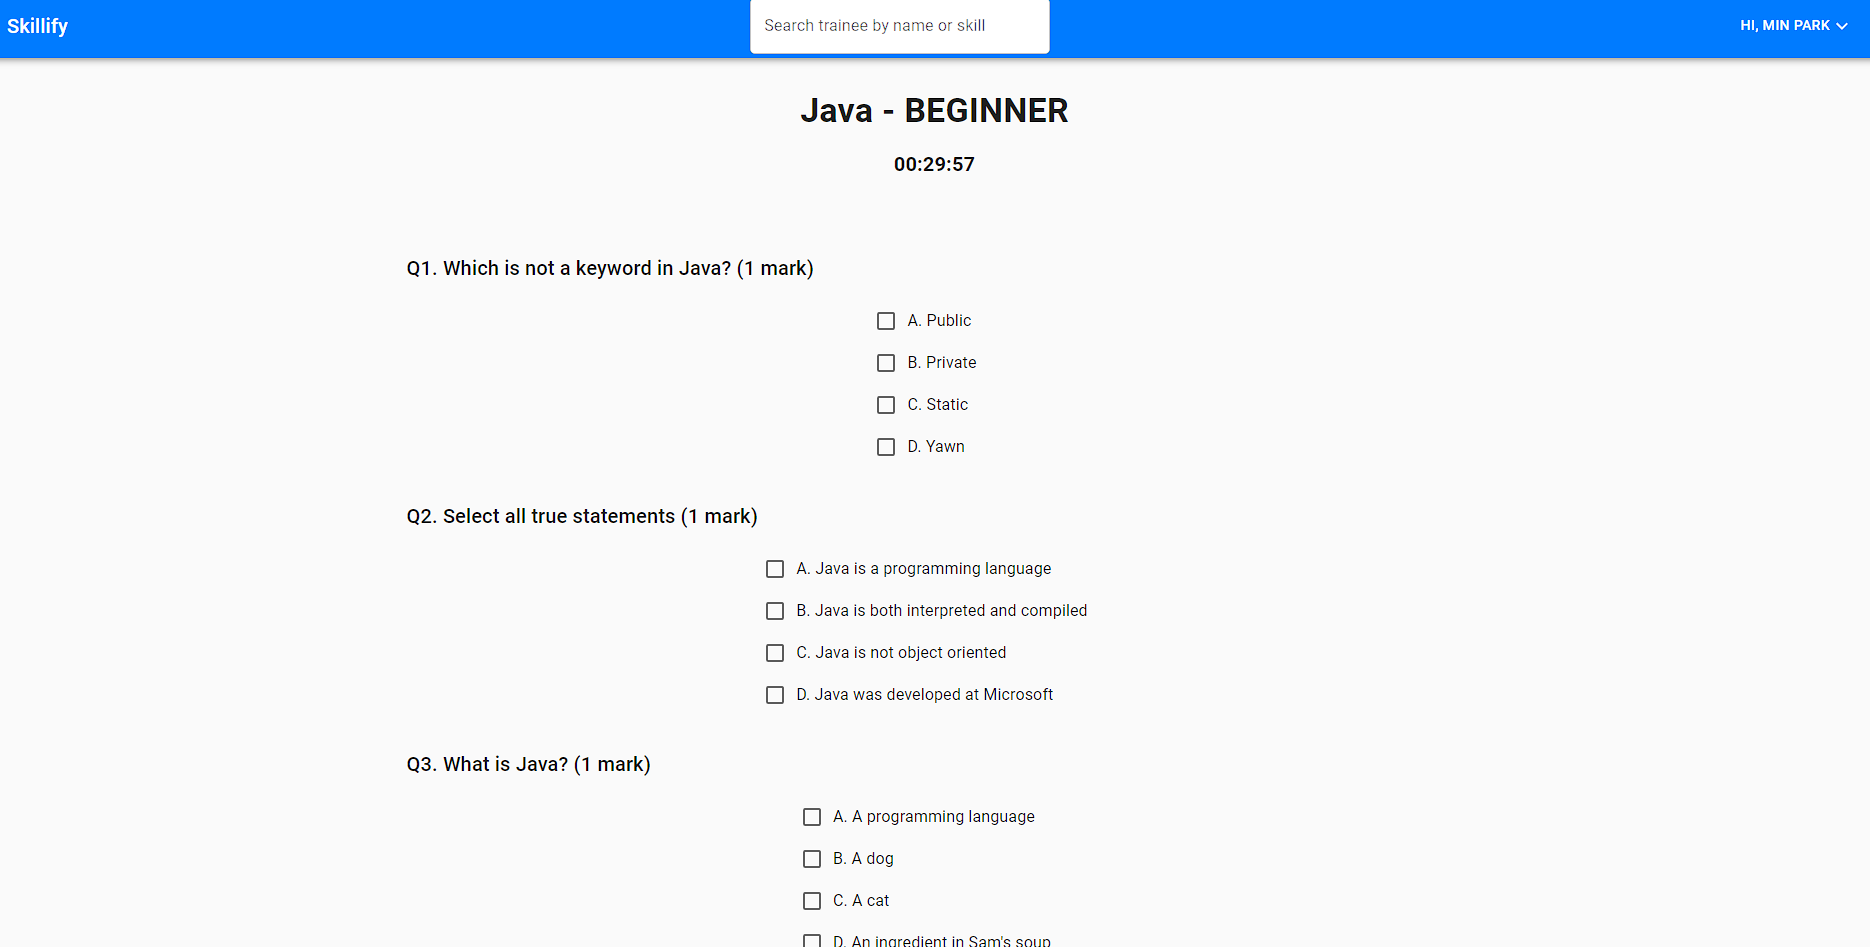 Skillify
Search trainee by name or skill
HI, MIN PARK
Java - BEGINNER
00:29:57
Q1. Which is not a keyword in Java? (1 mark)
A. Public
B. Private
C. Static
D. Yawn
Q2. Select all true statements (1 mark)
A. Java is a programming language
B. Java is both interpreted and compiled
C. Java is not object oriented
D. Java was developed at Microsoft
Q3. What is Java? (1 mark)
A. A programming language
B. A dog
C. A cat
D. An ingredient in Sam's soup